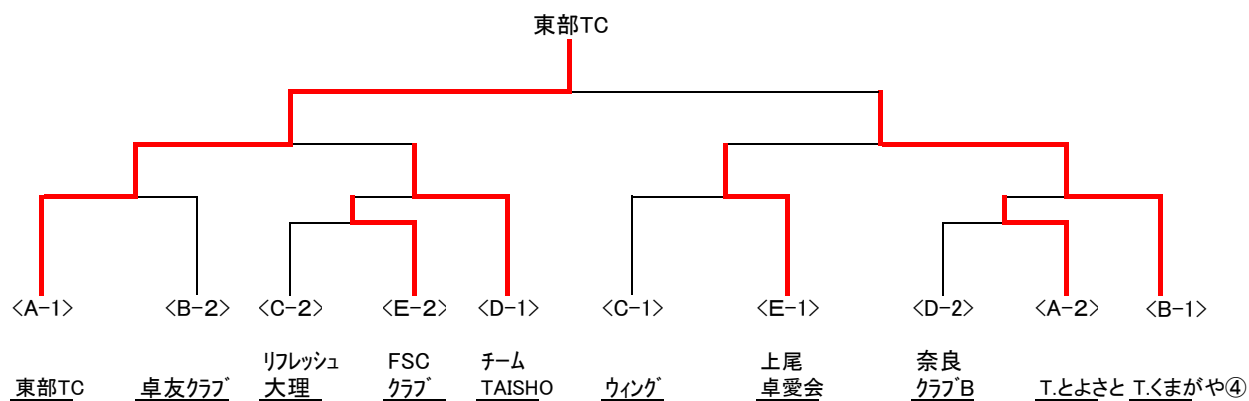 東部TC
<A-1> <B-2> <C-2> <E-2> <D-1> <C-1> <E-1> <D-2> <A-2> <B-1>
リフレッシュ FSC チーム 上尾 奈良
東部TC 卓友クラブ 大理 クラブ TAISHO ウィング 卓愛会 クラブB T.とよさと T.くまがや④